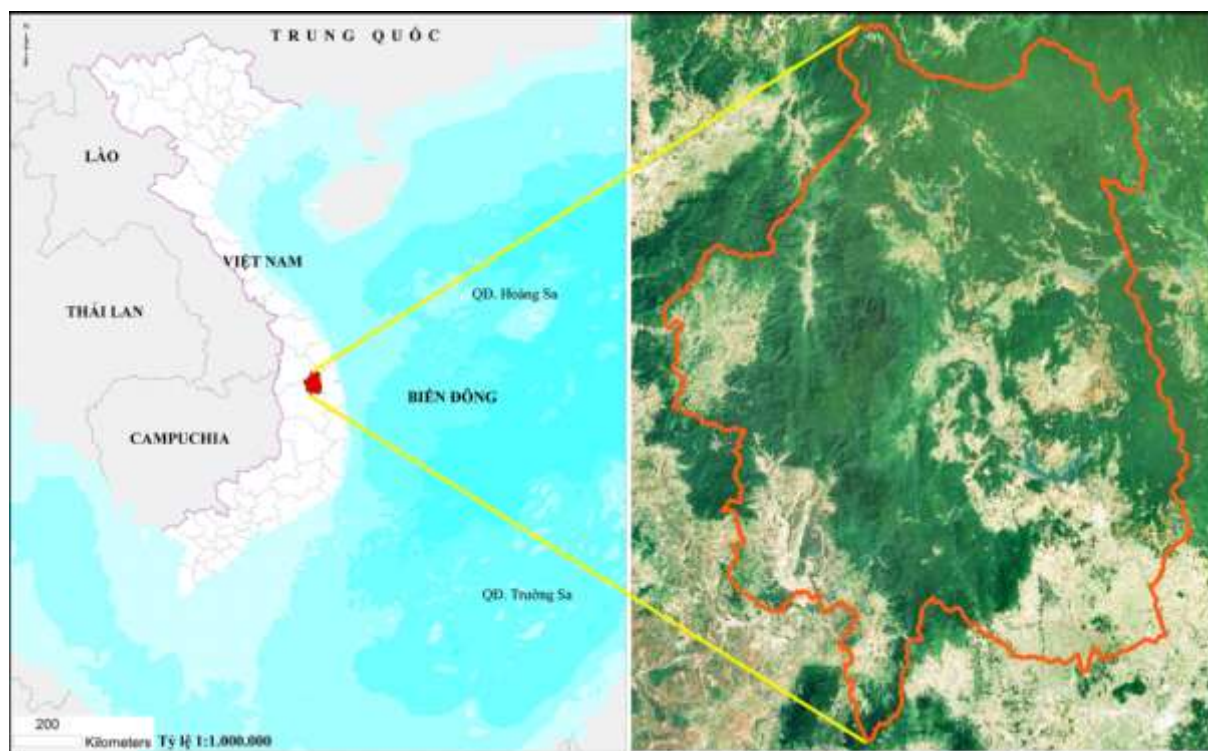 TRUNG QUỐC
LÀO
VIỆT NAM
QĐ. Hoàng Sa
THÁI LAN
BIỂN ĐÔNG
CAMPUCHIA
QĐ. Trường Sa
200
Kilometers Tỷ lệ 1:1.000.000